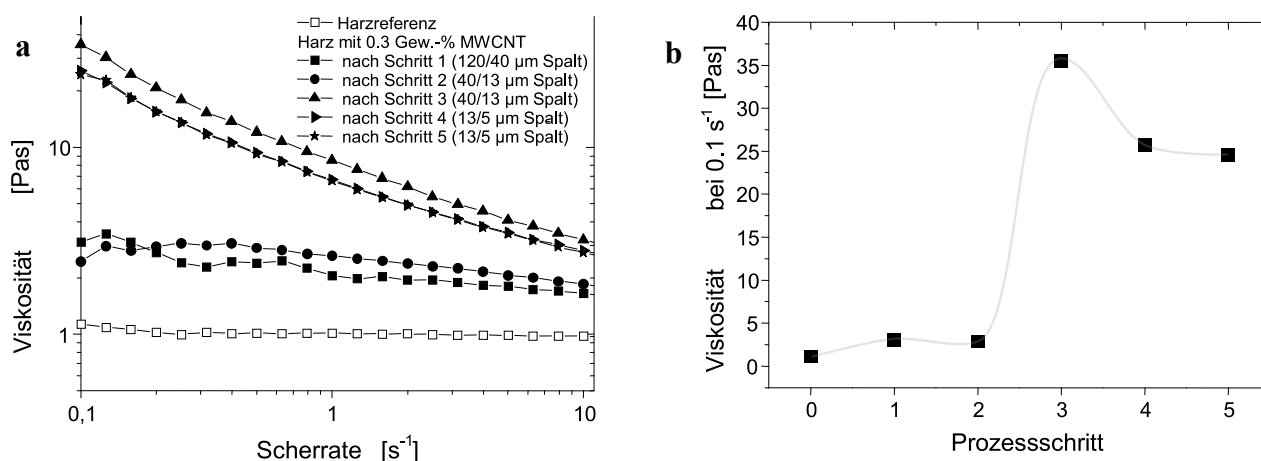 a
Harzreferenz
Harz mit 0.3 Gew.-% MWCNT
nach Schritt 1 (120/40 µm Spalt)
nach Schritt 2 (40/13 µm Spalt)
nach Schritt 3 (40/13 µm Spalt)
nach Schritt 4 (13/5 µm Spalt)
nach Schritt 5 (13/5 µm Spalt)
Viskosität [Pas]
10
1
0,1 1 10
Scherrate [s⁻¹]
b
Viskosität bei 0.1 s⁻¹ [Pas]
40
35
30
25
20
15
10
5
0
0 1 2 3 4 5
Prozessschritt